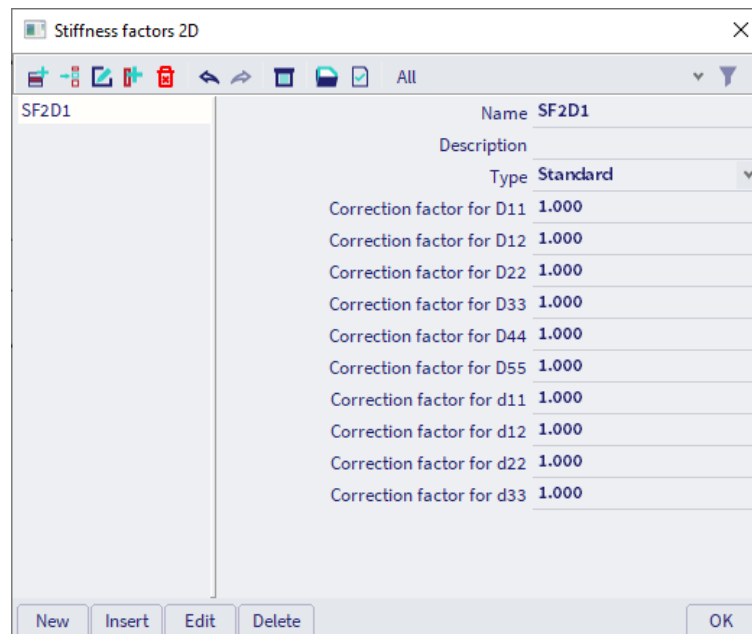 Stiffness factors 2D
All
SF2D1
Name SF2D1
Description
Type Standard
Correction factor for D11 1.000
Correction factor for D12 1.000
Correction factor for D22 1.000
Correction factor for D33 1.000
Correction factor for D44 1.000
Correction factor for D55 1.000
Correction factor for d11 1.000
Correction factor for d12 1.000
Correction factor for d22 1.000
Correction factor for d33 1.000
New Insert Edit Delete OK